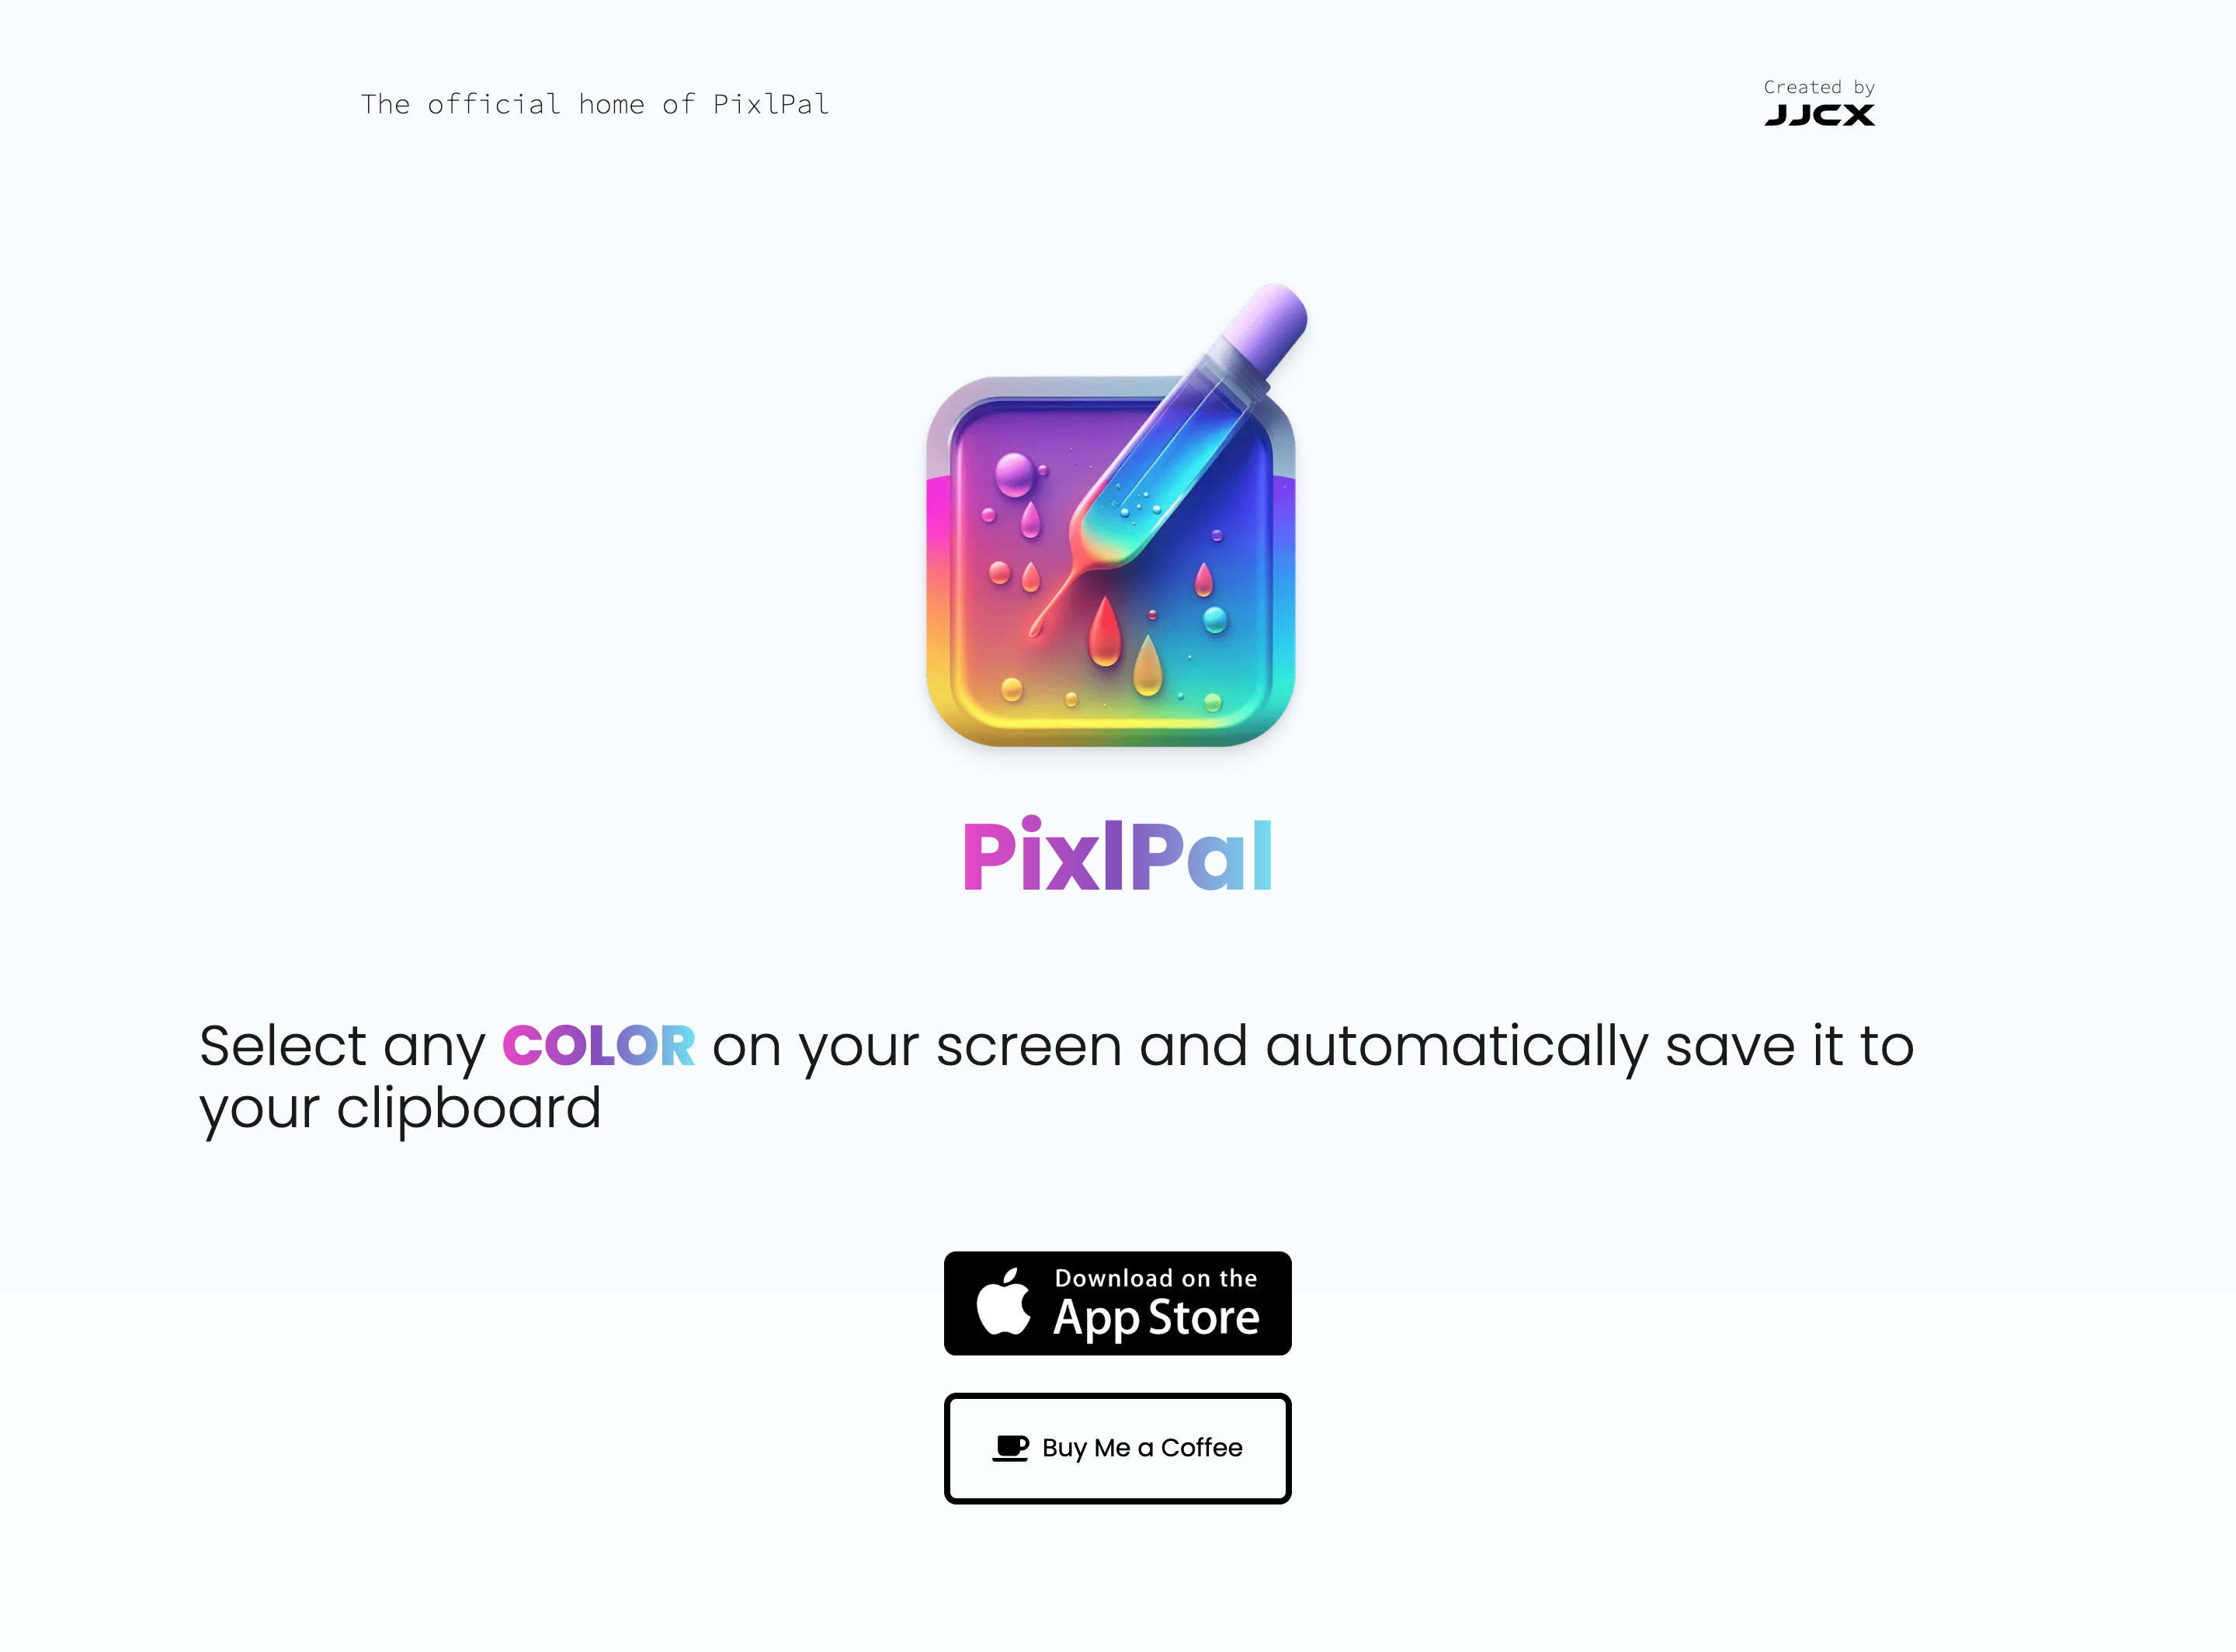 The official home of PixlPal
Created by
JJCX
PixlPal
Select any COLOR on your screen and automatically save it to
your clipboard
Download on the
App Store
Buy Me a Coffee